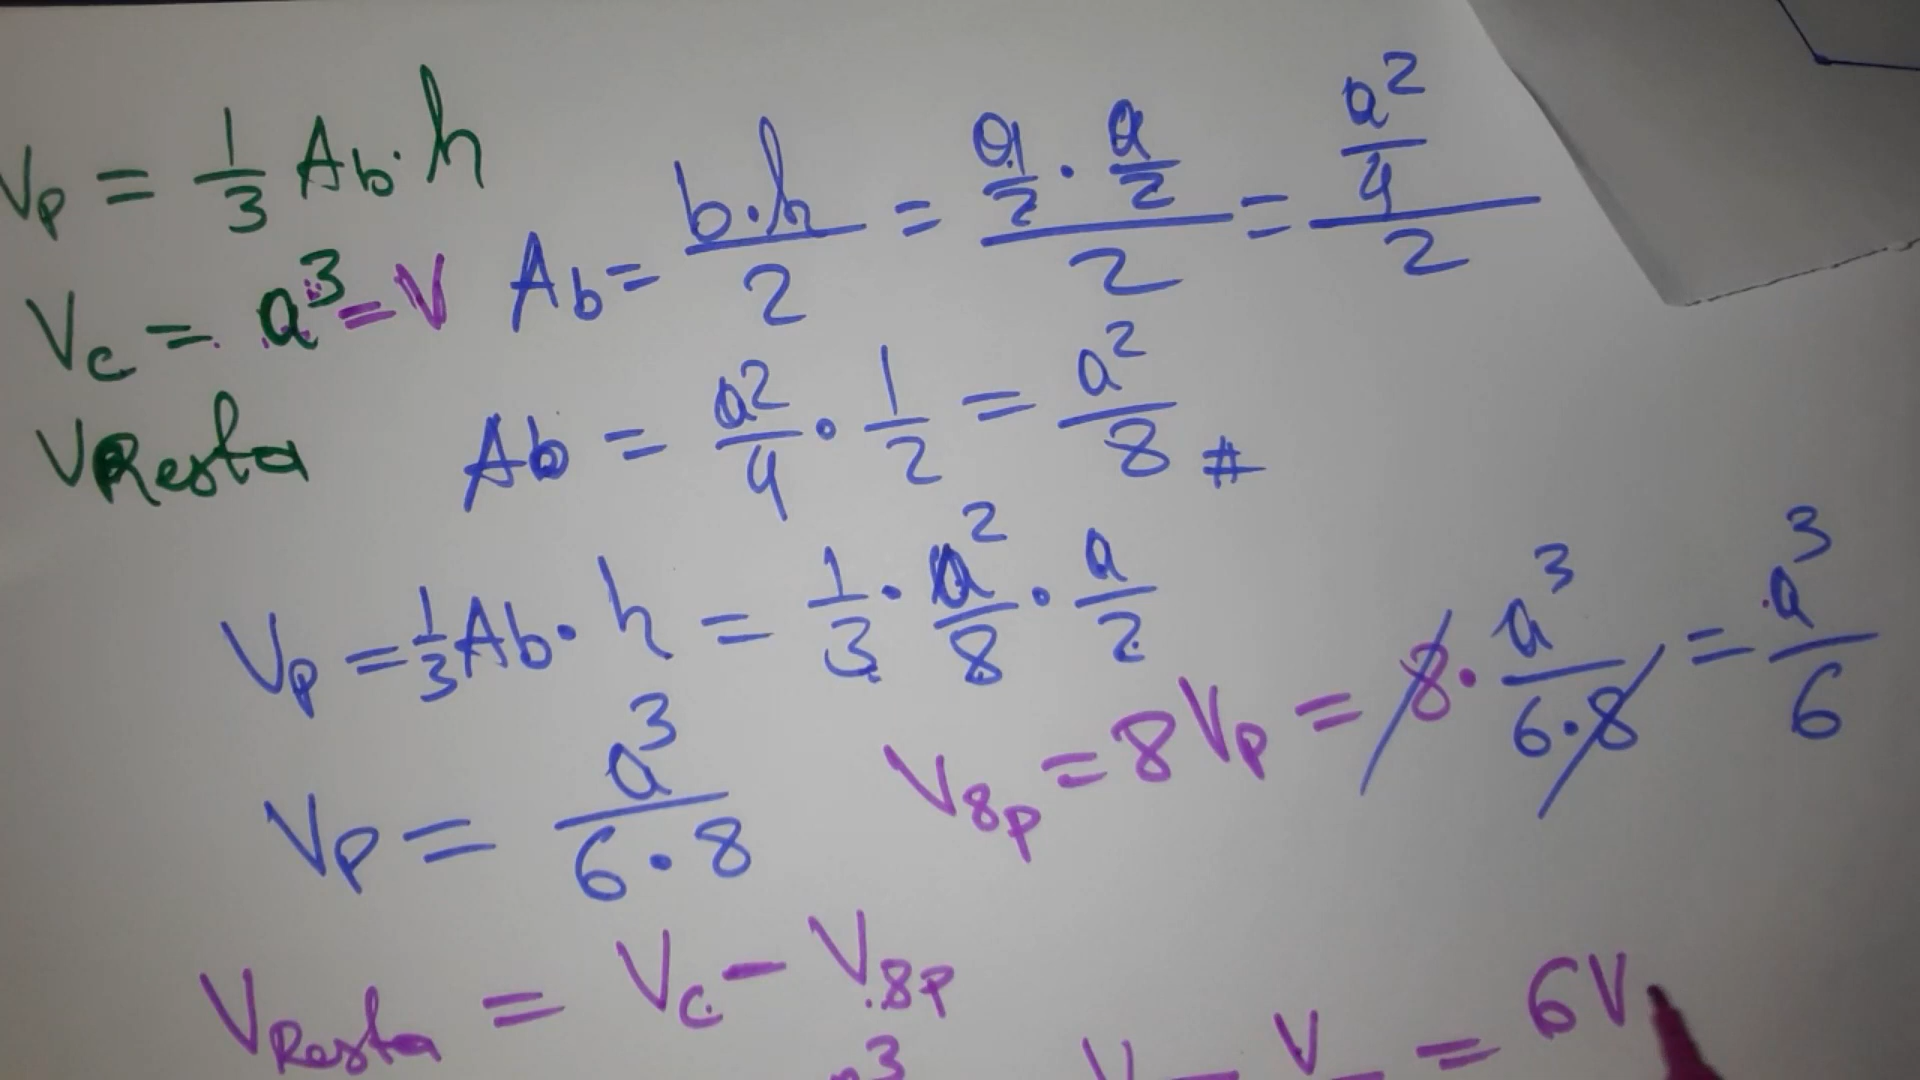 Vp = 1/3 Ab · h
Ab = b·h/2 = (a/2 · a/2)/2 = (a²/4)/2
Vc = a³ = V
VResta
Ab = a²/4 · 1/2 = a²/8 #
Vp = 1/3 Ab · h = 1/3 · a²/8 · a/2
Vp = a³/(6·8)
V8p = 8Vp = 8 · a³/(6·8) = a³/6
VResta = Vc - V8p
V - V = 6V